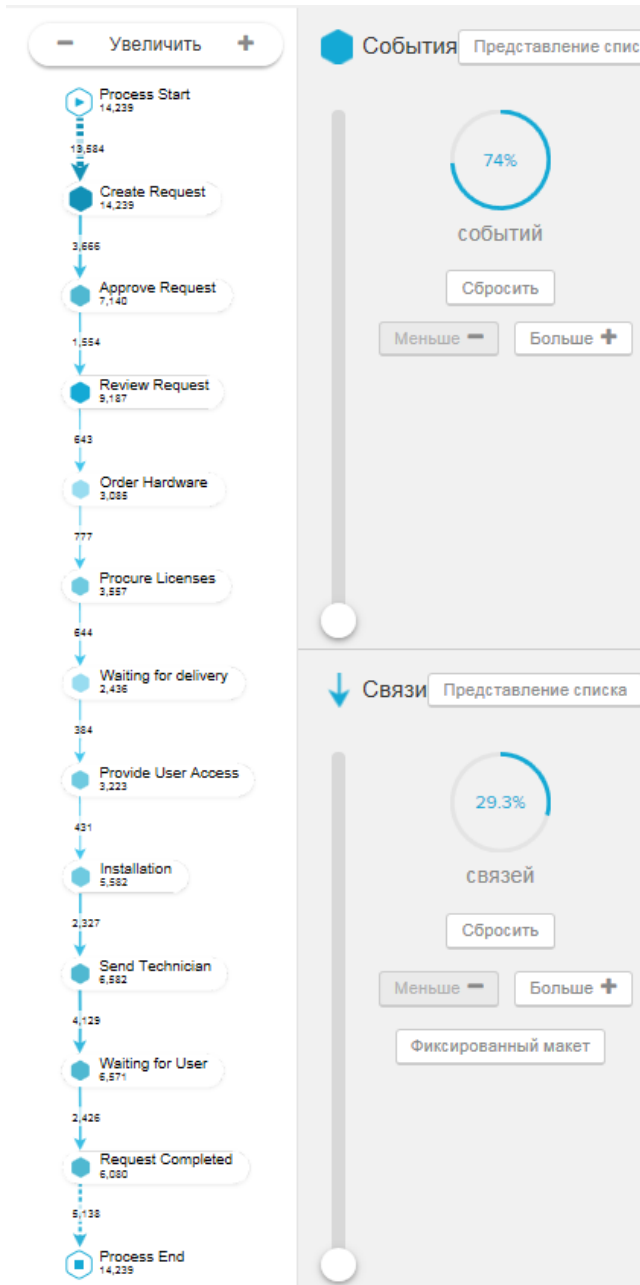 Увеличить
Process Start
14,239
13,584
Create Request
14,239
3,666
Approve Request
7,140
1,554
Review Request
9,187
643
Order Hardware
3,085
777
Procure Licenses
3,557
644
Waiting for delivery
2,436
384
Provide User Access
3,223
431
Installation
5,582
2,327
Send Technician
6,582
4,129
Waiting for User
6,571
2,426
Request Completed
6,080
5,138
Process End
14,239
События
Представление спис
74%
событий
Сбросить
Меньше
Больше
Связи
Представление списка
29.3%
связей
Сбросить
Меньше
Больше
Фиксированный макет